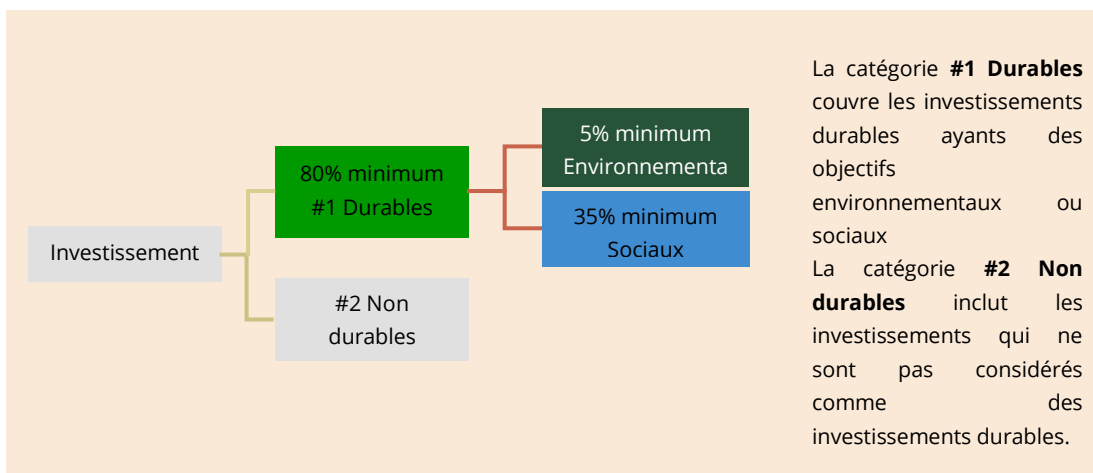 Investissement
80% minimum
#1 Durables
#2 Non
durables
5% minimum
Environnementa
35% minimum
Sociaux
La catégorie #1 Durables
couvre les investissements
durables ayants des
objectifs
environnementaux ou
sociaux
La catégorie #2 Non
durables inclut les
investissements qui ne
sont pas considérés
comme des
investissements durables.